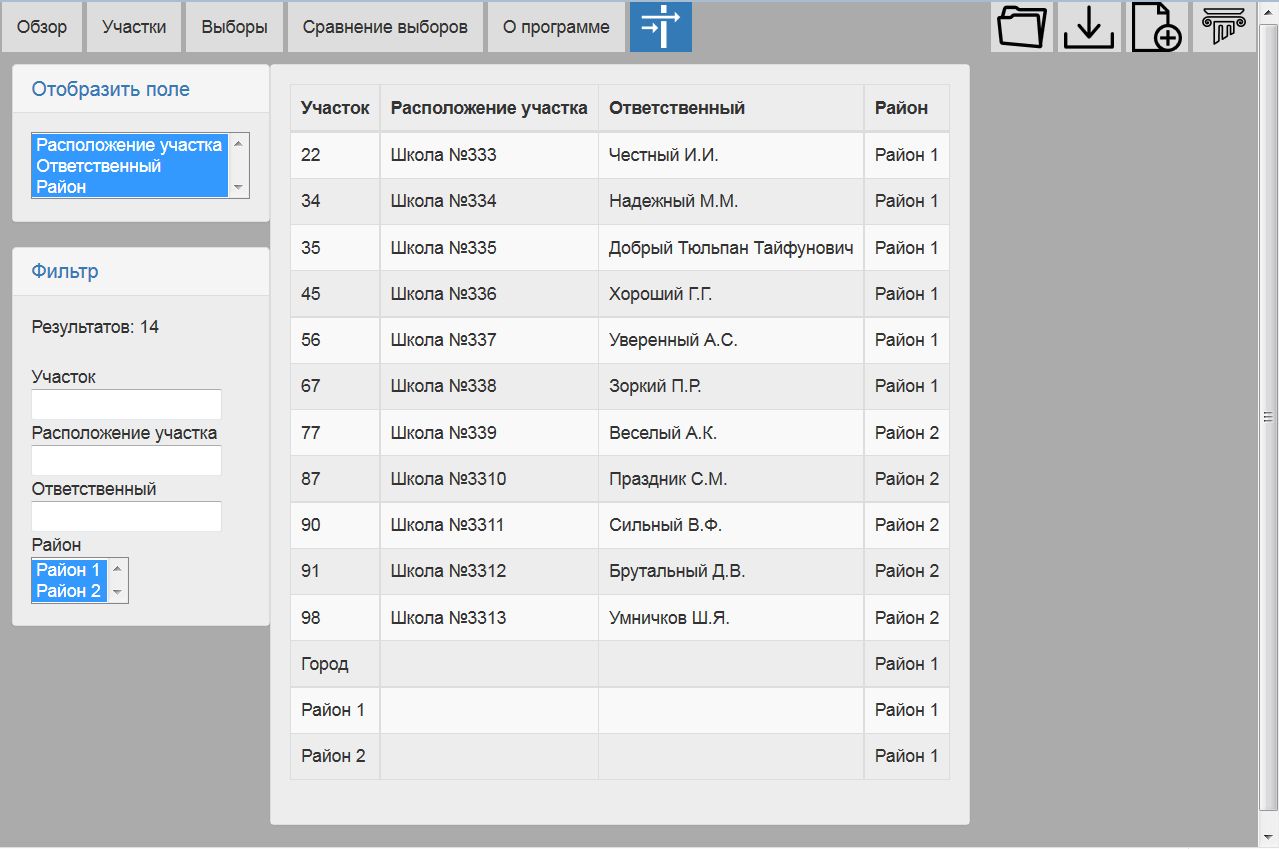 Обзор Участки Выборы Сравнение выборов О программе
Отобразить поле
Расположение участка
Ответственный
Район
Фильтр
Результатов: 14
Участок
Расположение участка
Ответственный
Район
Район 1
Район 2
Участок Расположение участка Ответственный Район
22 Школа №333 Честный И.И. Район 1
34 Школа №334 Надежный М.М. Район 1
35 Школа №335 Добрый Тюльпан Тайфунович Район 1
45 Школа №336 Хороший Г.Г. Район 1
56 Школа №337 Уверенный А.С. Район 1
67 Школа №338 Зоркий П.Р. Район 1
77 Школа №339 Веселый А.К. Район 2
87 Школа №3310 Праздник С.М. Район 2
90 Школа №3311 Сильный В.Ф. Район 2
91 Школа №3312 Брутальный Д.В. Район 2
98 Школа №3313 Умничков Ш.Я. Район 2
Город Район 1
Район 1 Район 1
Район 2 Район 1